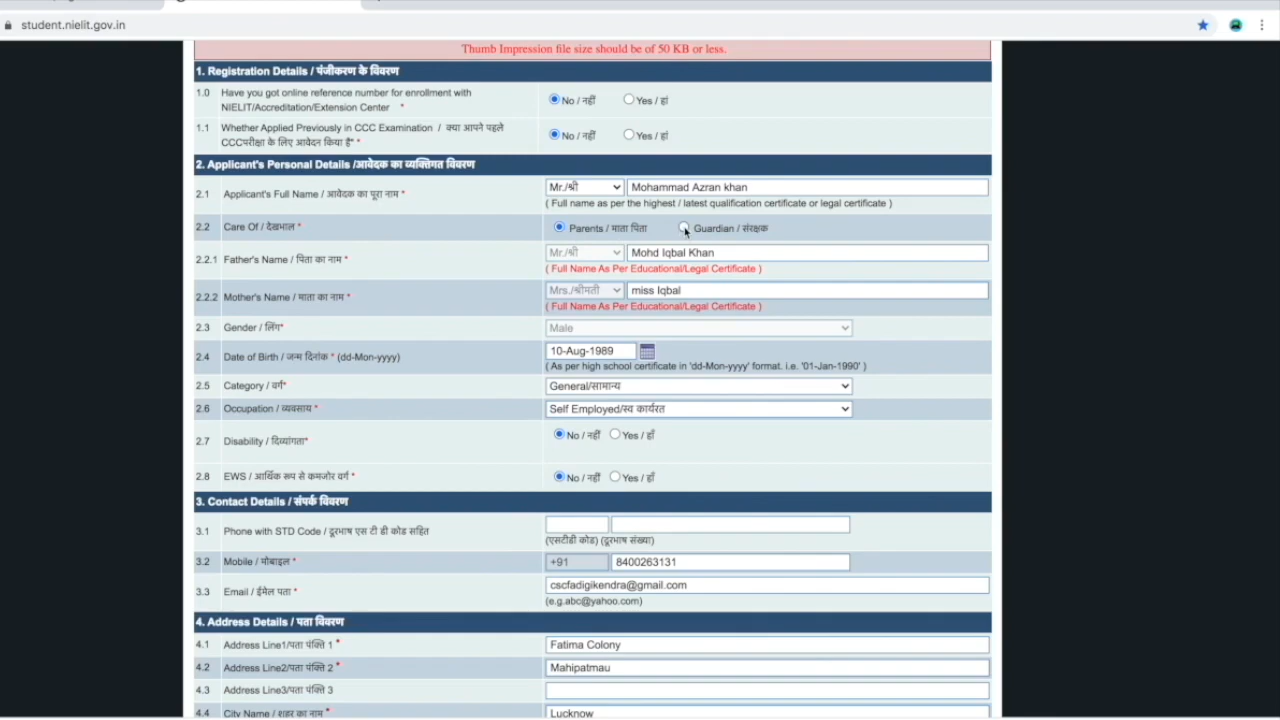 student.nielit.gov.in
Thumb Impression file size should be of 50 KB or less.
1. Registration Details / पंजीकरण के विवरण
1.0 Have you got online reference number for enrollment with NIELIT/Accreditation/Extension Center * No / नहीं Yes / हां
1.1 Whether Applied Previously in CCC Examination / क्या आपने पहले CCCपरीक्षा के लिए आवेदन किया है* * No / नहीं Yes / हां
2. Applicant's Personal Details /आवेदक का व्यक्तिगत विवरण
2.1 Applicant's Full Name / आवेदक का पूरा नाम * Mr./श्री Mohammad Azran khan
( Full name as per the highest / latest qualification certificate or legal certificate )
2.2 Care Of / देखभाल * Parents / माता पिता Guardian / संरक्षक
2.2.1 Father's Name / पिता का नाम * Mr./श्री Mohd Iqbal Khan
( Full Name As Per Educational/Legal Certificate )
2.2.2 Mother's Name / माता का नाम * Mrs./श्रीमती miss Iqbal
( Full Name As Per Educational/Legal Certificate )
2.3 Gender / लिंग* Male
2.4 Date of Birth / जन्म दिनांक * (dd-Mon-yyyy) 10-Aug-1989
( As per high school certificate in 'dd-Mon-yyyy' format. i.e. '01-Jan-1990' )
2.5 Category / वर्ग* General/सामान्य
2.6 Occupation / व्यवसाय * Self Employed/स्व कार्यरत
2.7 Disability / दिव्यांगता* No / नहीं Yes / हाँ
2.8 EWS / आर्थिक रूप से कमजोर वर्ग * No / नहीं Yes / हाँ
3. Contact Details / संपर्क विवरण
3.1 Phone with STD Code / दूरभाष एस टी डी कोड सहित
(एसटीडी कोड) (दूरभाष संख्या)
3.2 Mobile / मोबाइल * +91 8400263131
3.3 Email / ईमेल पता * cscfadigikendra@gmail.com
(e.g.abc@yahoo.com)
4. Address Details / पता विवरण
4.1 Address Line1/पता पंक्ति 1 * Fatima Colony
4.2 Address Line2/पता पंक्ति 2 * Mahipatmau
4.3 Address Line3/पता पंक्ति 3
4.4 City Name / शहर का नाम * Lucknow